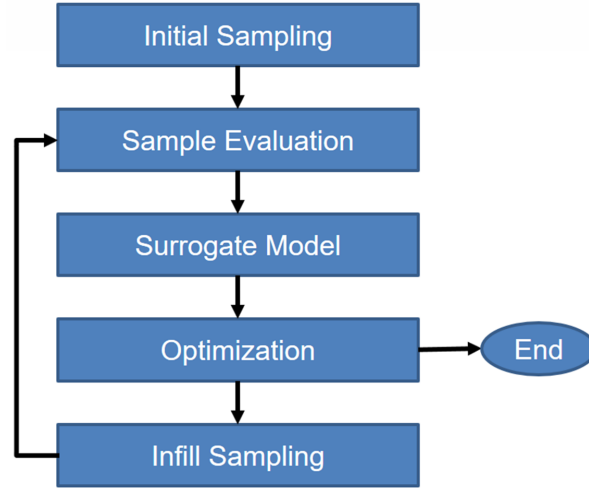 Initial Sampling
Sample Evaluation
Surrogate Model
Optimization
End
Infill Sampling